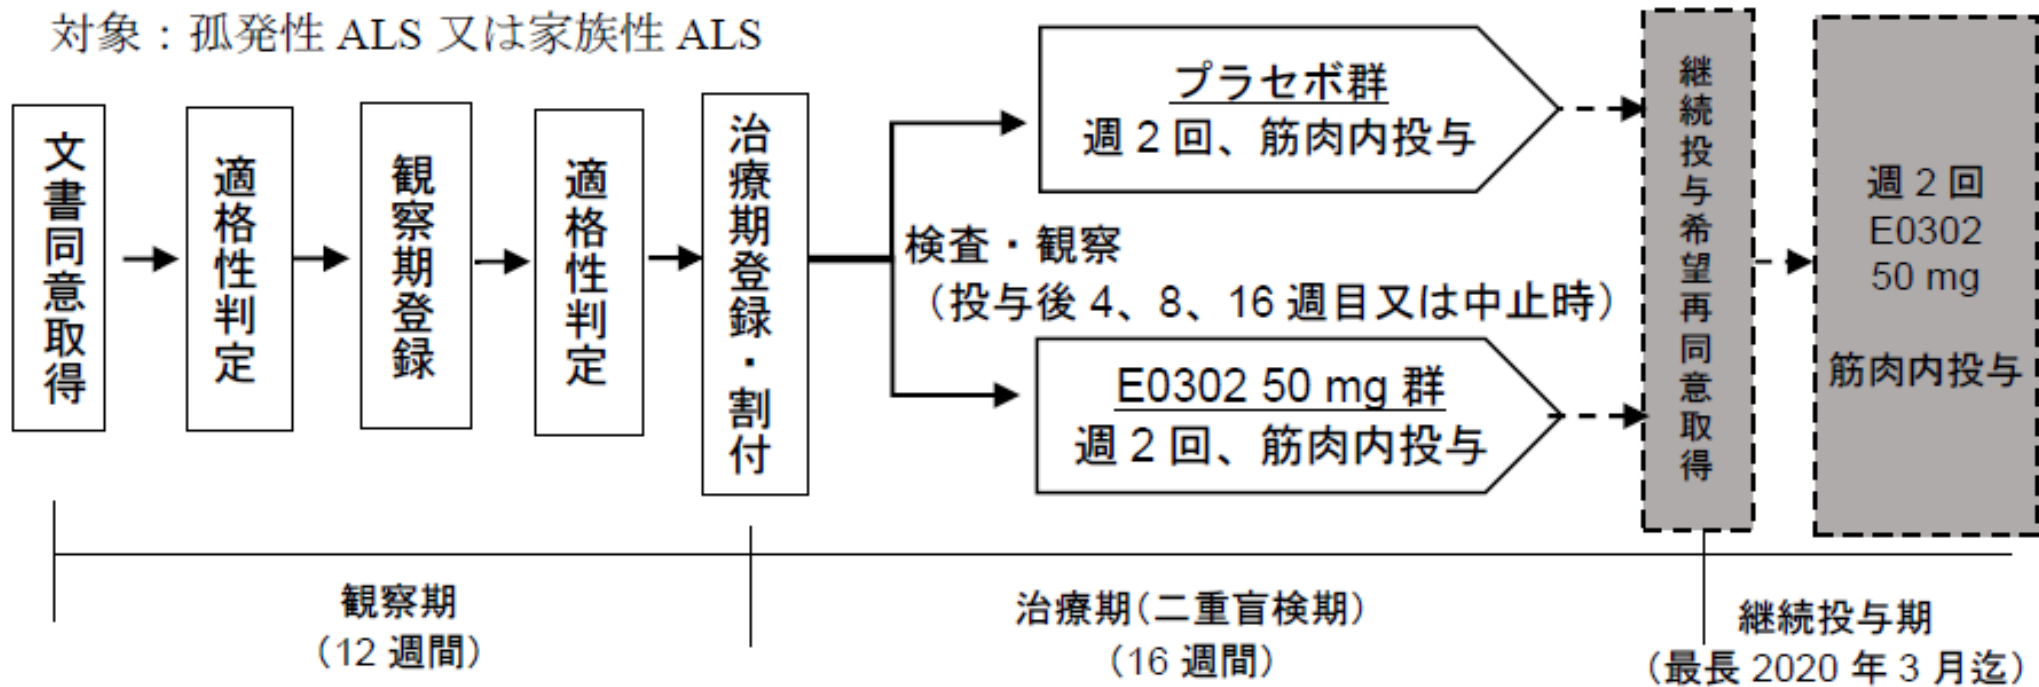 対象：孤発性 ALS 又は家族性 ALS
文書同意取得
適格性判定
観察期登録
適格性判定
治療期登録・割付
プラセボ群
週 2 回、筋肉内投与
検査・観察
（投与後 4、8、16 週目又は中止時）
E0302 50 mg 群
週 2 回、筋肉内投与
継続投与希望再同意取得
週 2 回
E0302
50 mg
筋肉内投与
観察期
（12 週間）
治療期（二重盲検期）
（16 週間）
継続投与期
（最長 2020 年 3 月迄）